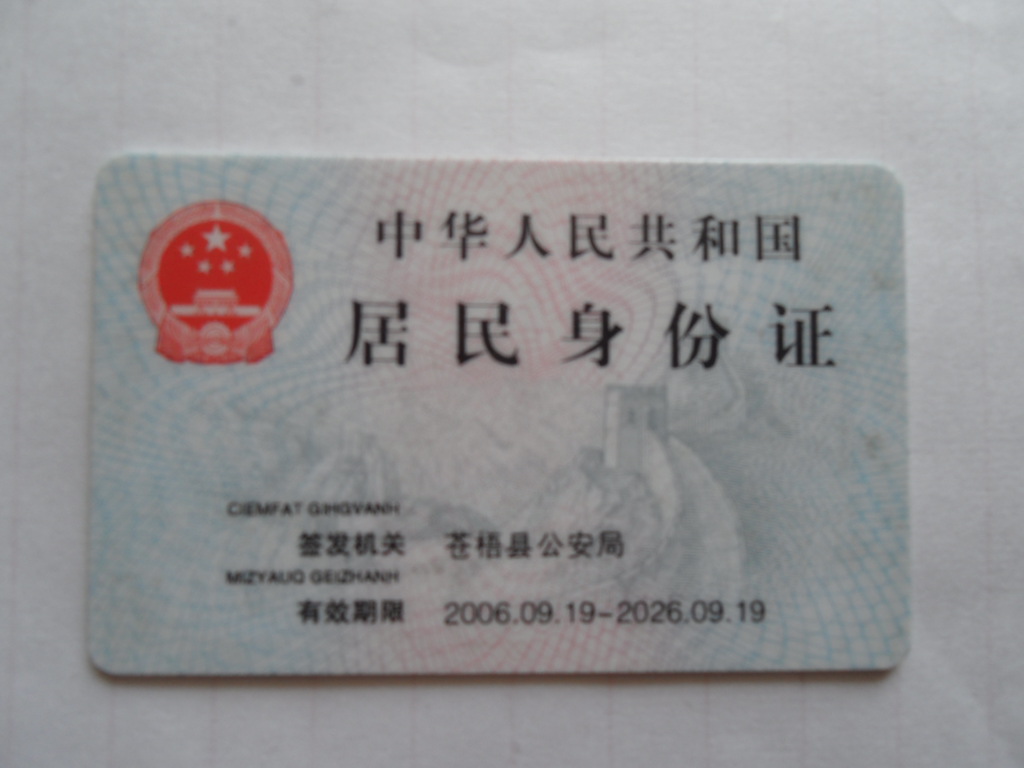 中华人民共和国
居民身份证
CIEMFAT GIHGVANH
签发机关 苍梧县公安局
MIZYAUQ GEIZHANH
有效期限 2006.09.19-2026.09.19